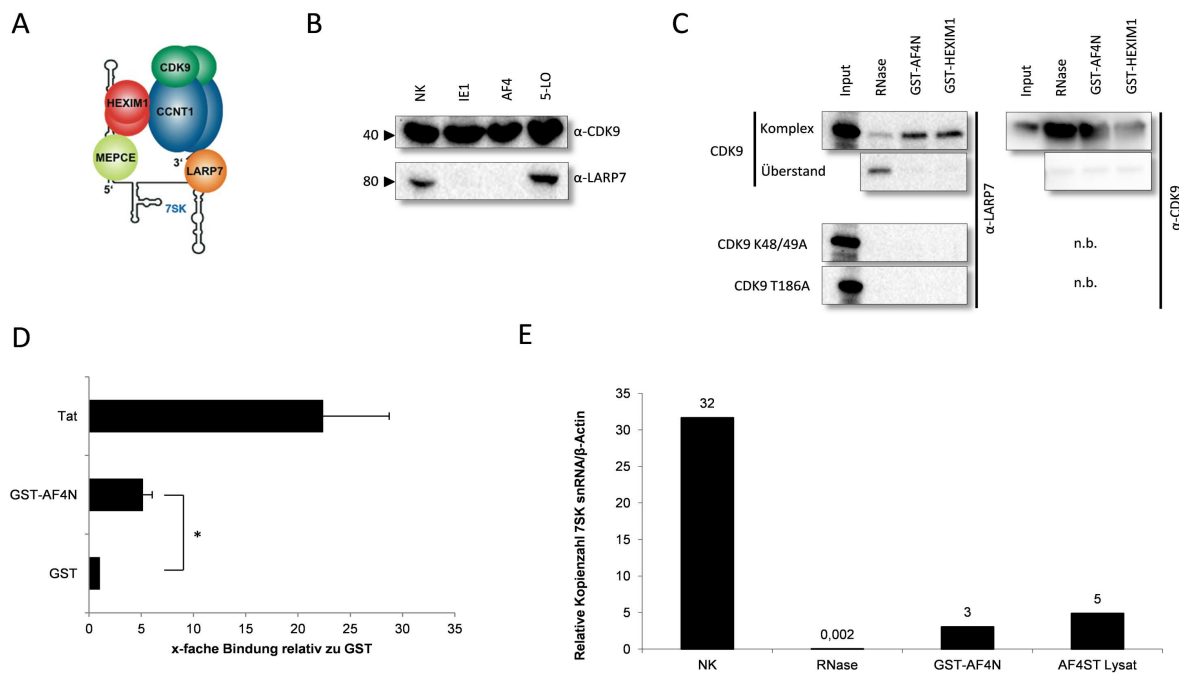 A
CDK9
HEXIM1
CCNT1
MEPCE
3'
LARP7
5'
7SK
B
NK
IE1
AF4
5-LO
40
α-CDK9
80
α-LARP7
C
Input
RNase
GST-AF4N
GST-HEXIM1
Input
RNase
GST-AF4N
GST-HEXIM1
CDK9
Komplex
Überstand
CDK9 K48/49A
n.b.
CDK9 T186A
n.b.
α-LARP7
α-CDK9
D
Tat
GST-AF4N
*
GST
0 5 10 15 20 25 30 35
x-fache Bindung relativ zu GST
E
Relative Kopienzahl 7SK snRNA/β-Actin
35
30
25
20
15
10
5
0
32
0,002
3
5
NK RNase GST-AF4N AF4ST Lysat